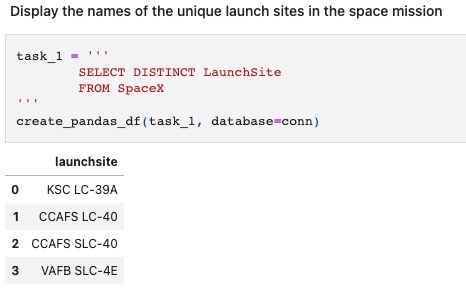 Display the names of the unique launch sites in the space mission
task_1 = '''
SELECT DISTINCT LaunchSite
FROM SpaceX
'''
create_pandas_df(task_1, database=conn)
launchsite
0 KSC LC-39A
1 CCAFS LC-40
2 CCAFS SLC-40
3 VAFB SLC-4E